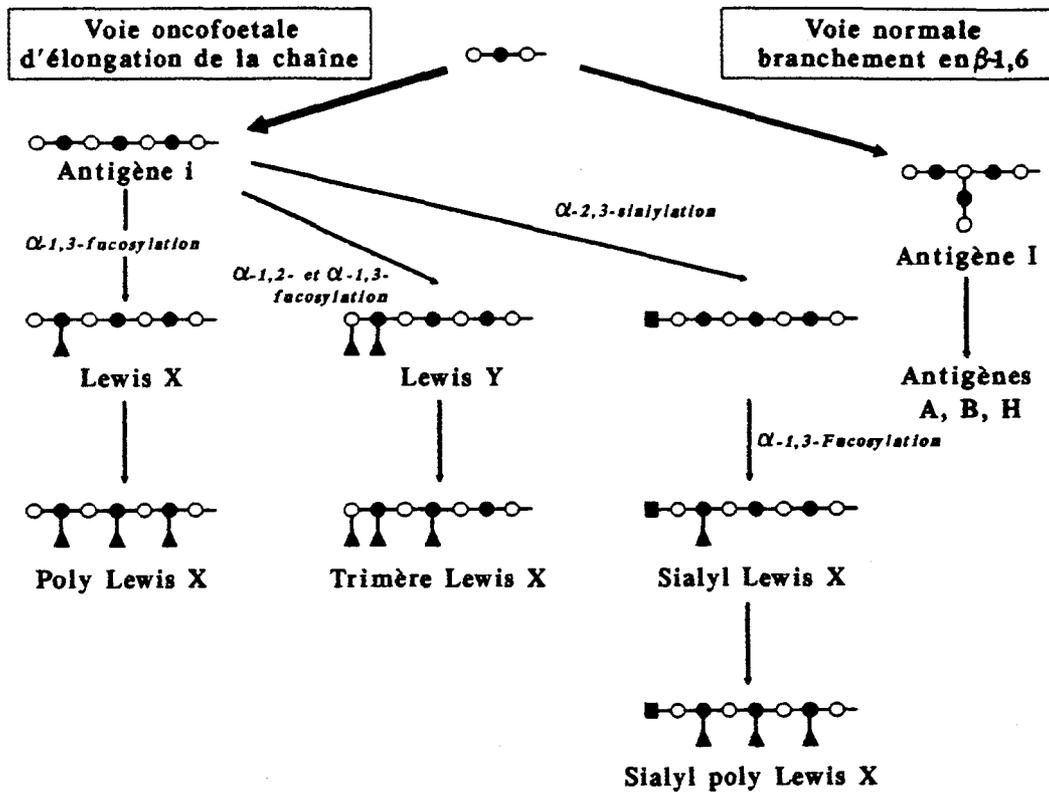 Voie oncofoetale
d'élongation de la chaîne
Voie normale
branchement en β-1,6
Antigène i
α-2,3-sialylation
α-1,3-fucosylation
α-1,2- et α-1,3-
fucosylation
Antigène I
Lewis X
Lewis Y
Antigènes
A, B, H
α-1,3-Fucosylation
Poly Lewis X
Trimère Lewis X
Sialyl Lewis X
Sialyl poly Lewis X